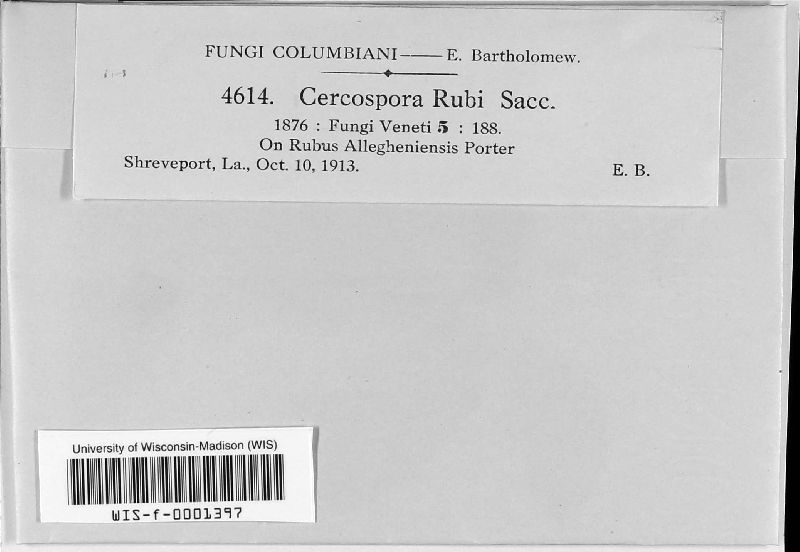 FUNGI COLUMBIANI—— E. Bartholomew.
4614. Cercospora Rubi Sacc.
1876 : Fungi Veneti 5 : 188.
On Rubus Allegheniensis Porter
Shreveport, La., Oct. 10, 1913. E. B.
University of Wisconsin-Madison (WIS)
WIS-f-0001397